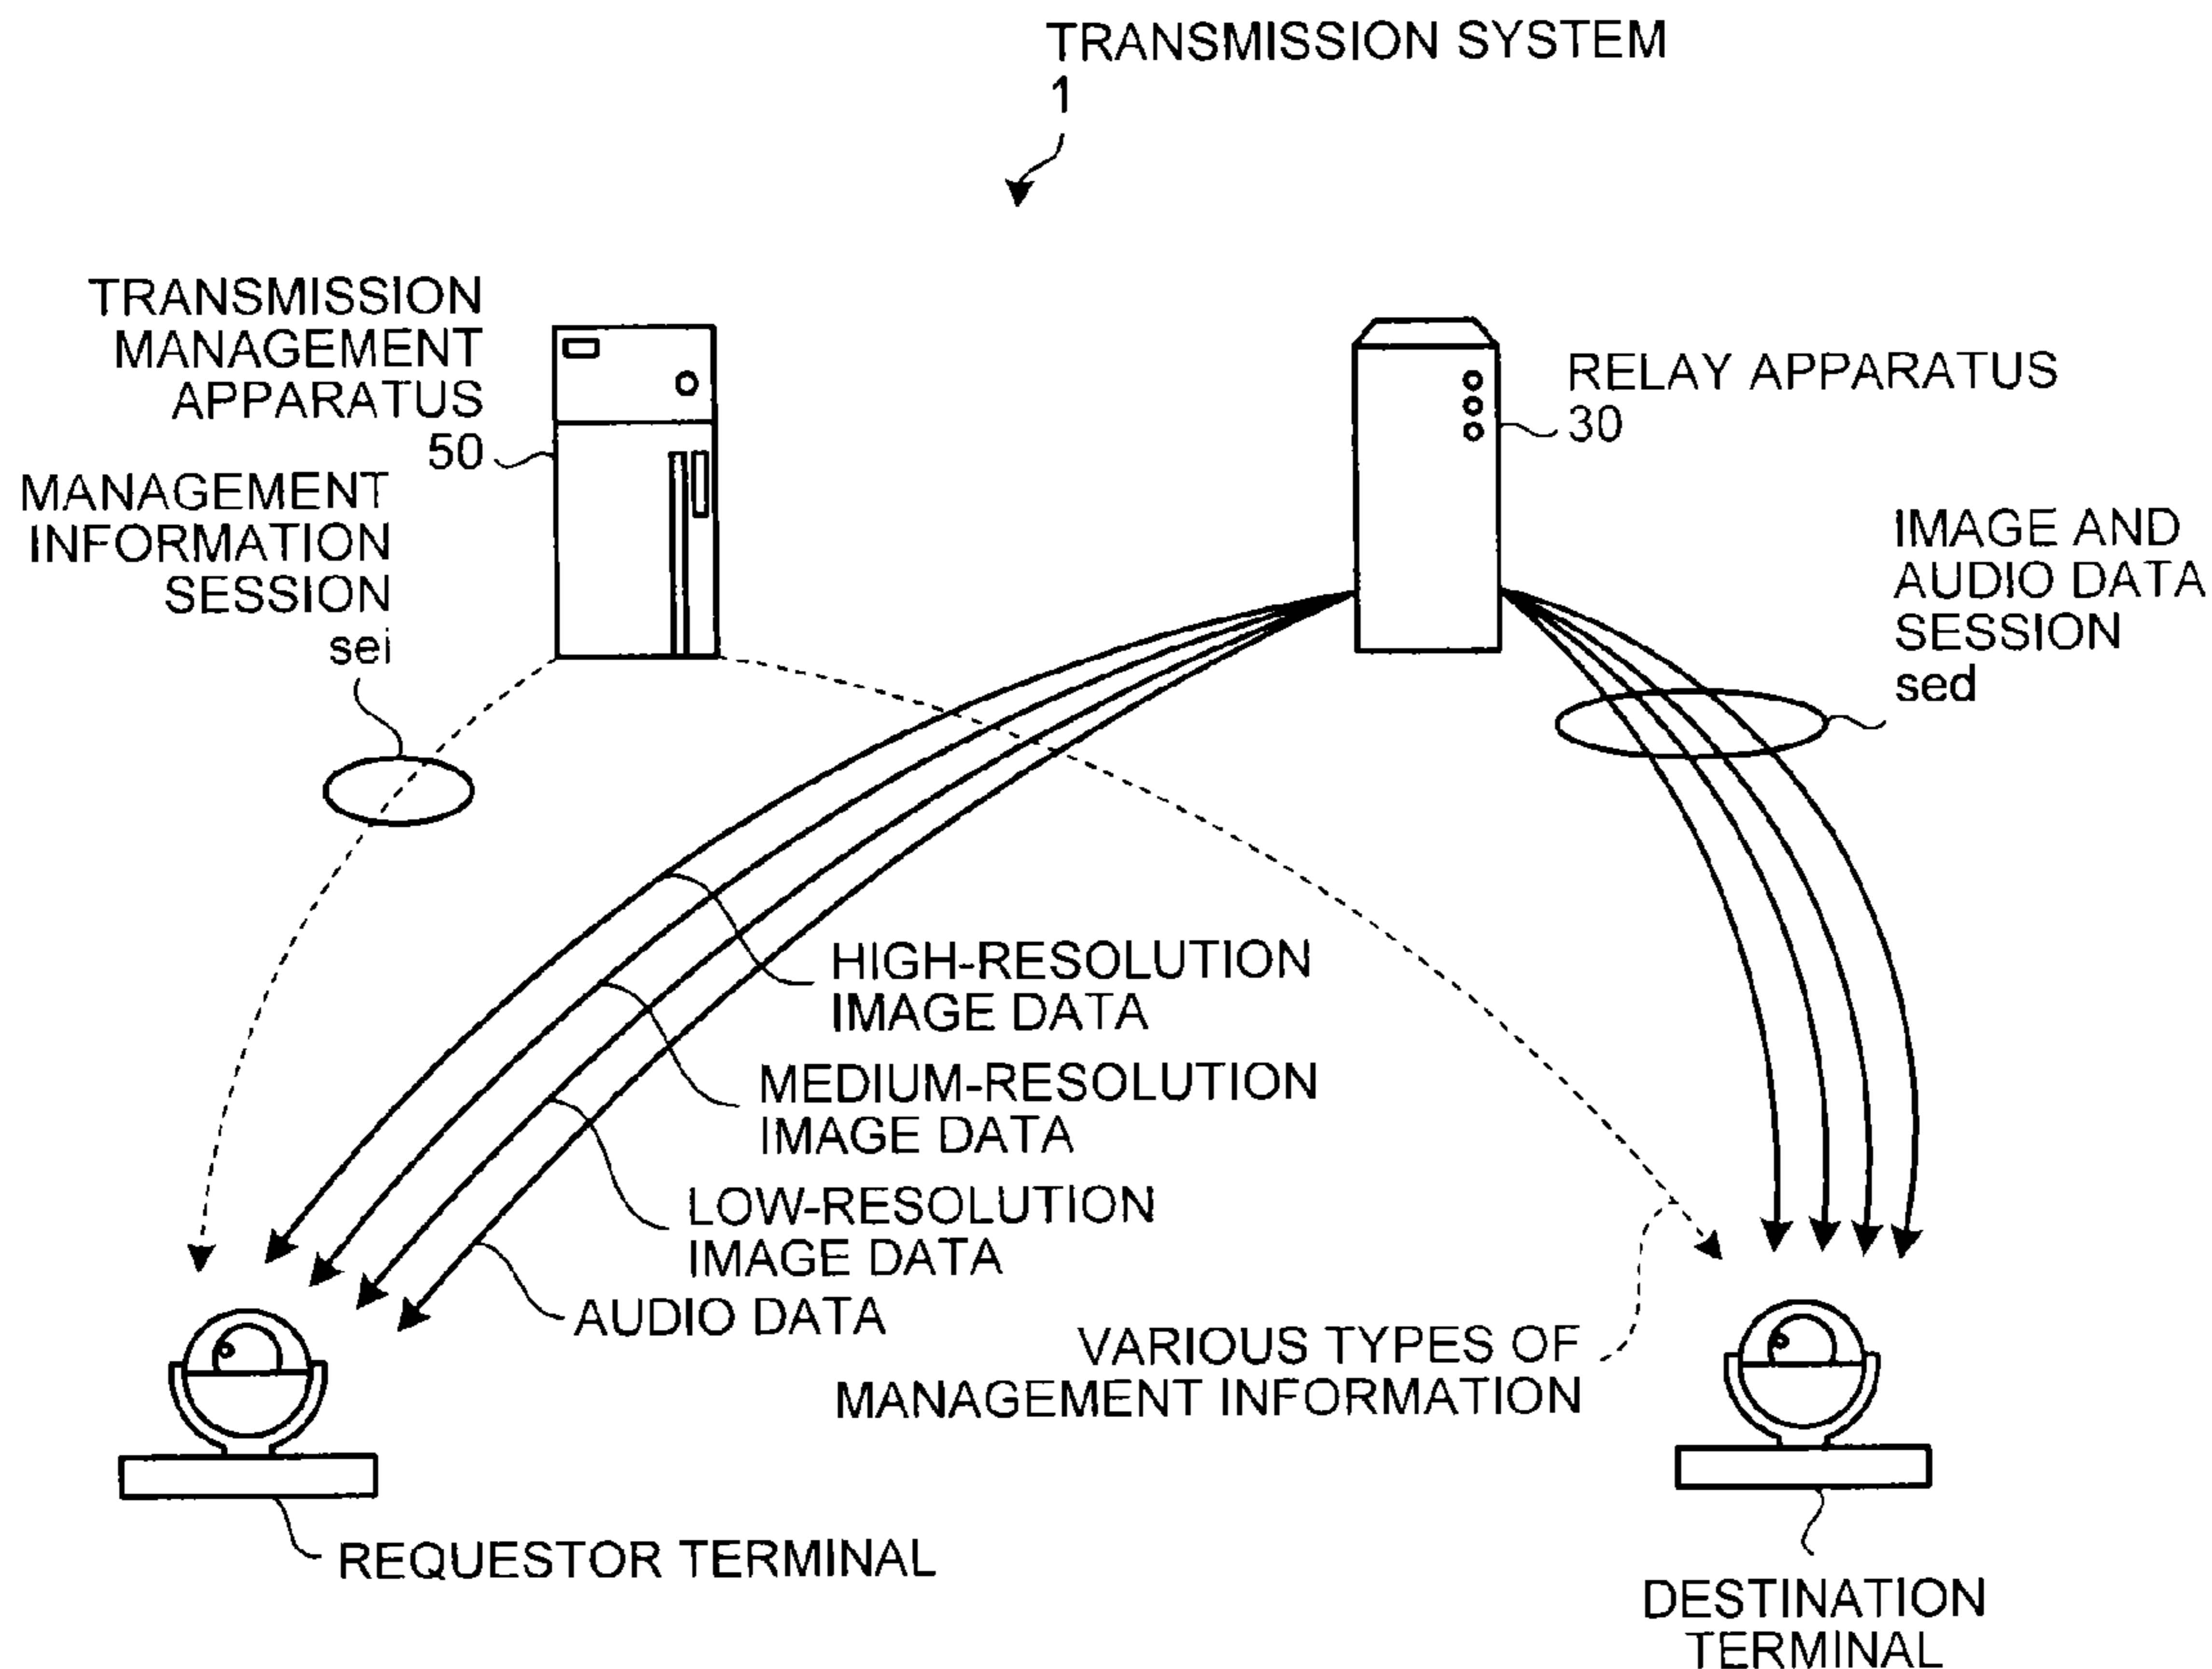 TRANSMISSION SYSTEM
1
TRANSMISSION
MANAGEMENT
APPARATUS
50
MANAGEMENT
INFORMATION
SESSION
sei
RELAY APPARATUS
30
IMAGE AND
AUDIO DATA
SESSION
sed
HIGH-RESOLUTION
IMAGE DATA
MEDIUM-RESOLUTION
IMAGE DATA
LOW-RESOLUTION
IMAGE DATA
AUDIO DATA
VARIOUS TYPES OF
MANAGEMENT INFORMATION
REQUESTOR TERMINAL
DESTINATION
TERMINAL